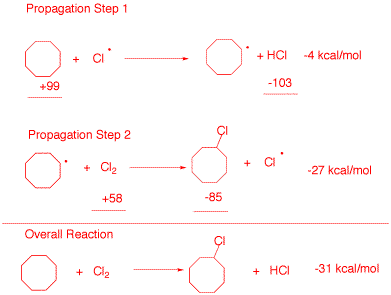 Propagation Step 1
+ Cl• • + HCl -4 kcal/mol
+99 -103
Propagation Step 2
Cl
• + Cl2 + Cl• -27 kcal/mol
+58 -85
Overall Reaction
Cl
+ Cl2 + HCl -31 kcal/mol